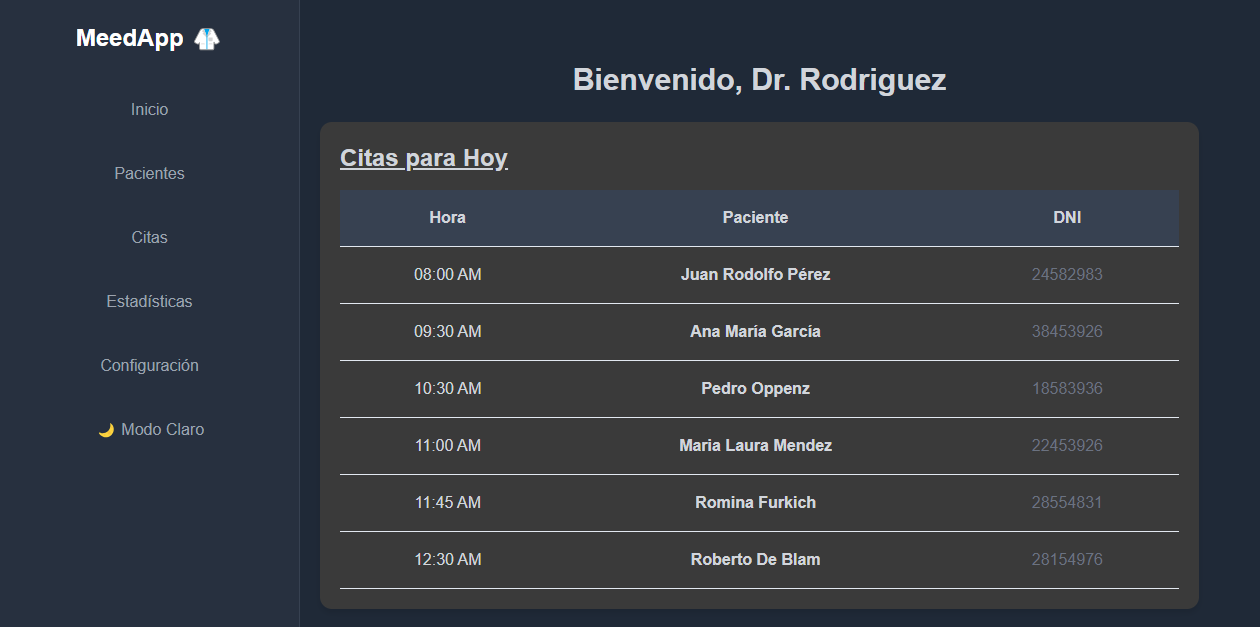 MeedApp
Inicio
Pacientes
Citas
Estadísticas
Configuración
Modo Claro
Bienvenido, Dr. Rodriguez
Citas para Hoy
Hora Paciente DNI
08:00 AM Juan Rodolfo Pérez 24582983
09:30 AM Ana María García 38453926
10:30 AM Pedro Oppenz 18583936
11:00 AM Maria Laura Mendez 22453926
11:45 AM Romina Furkich 28554831
12:30 AM Roberto De Blam 28154976